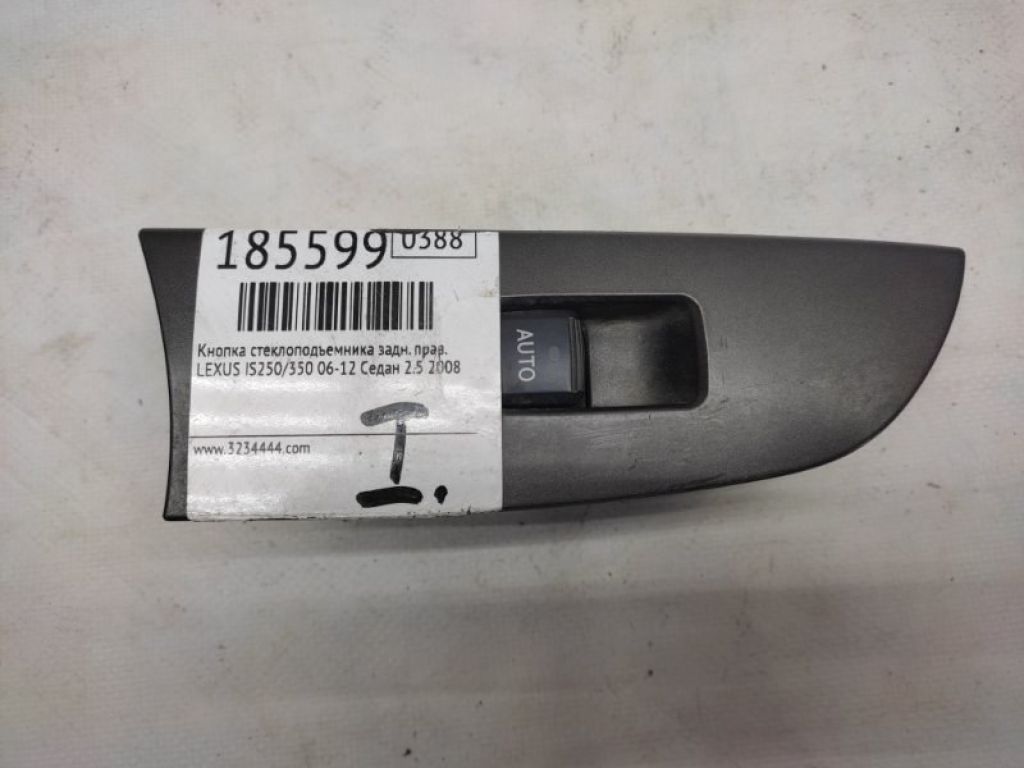 185599 0388
Кнопка стеклоподъемника задн. прав.
LEXUS IS250/350 06-12 Седан 2.5 2008
www.3234444.com
AUTO